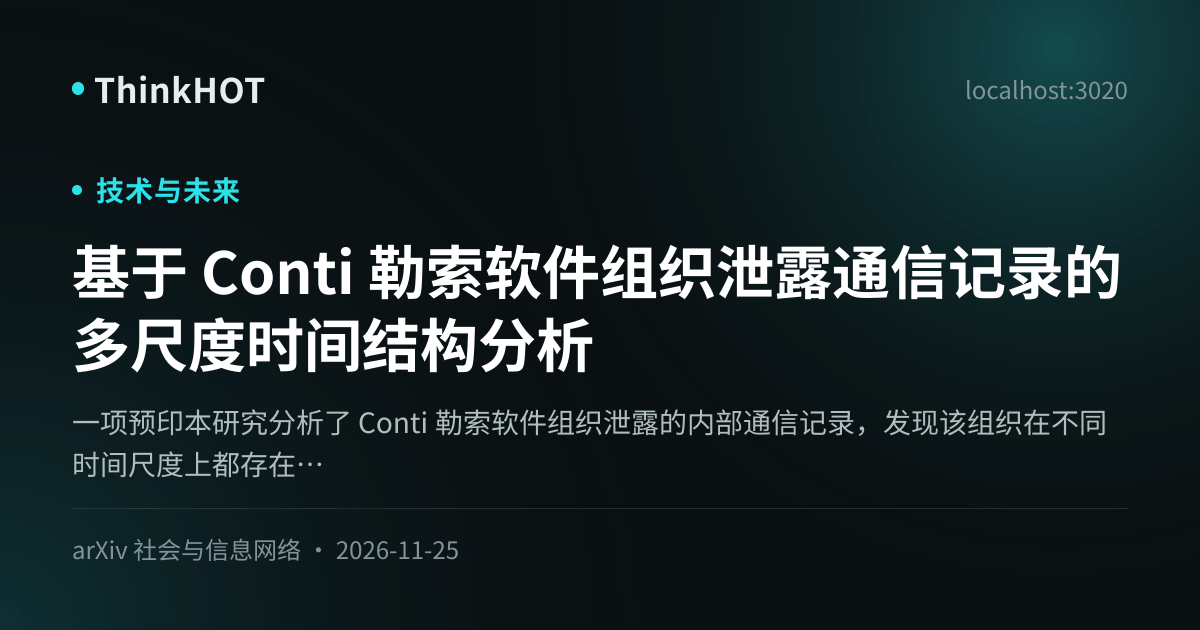 ThinkHOT
localhost:3020
技术与未来
基于 Conti 勒索软件组织泄露通信记录的
多尺度时间结构分析
一项预印本研究分析了 Conti 勒索软件组织泄露的内部通信记录，发现该组织在不同
时间尺度上都存在…
arXiv 社会与信息网络 · 2026-11-25